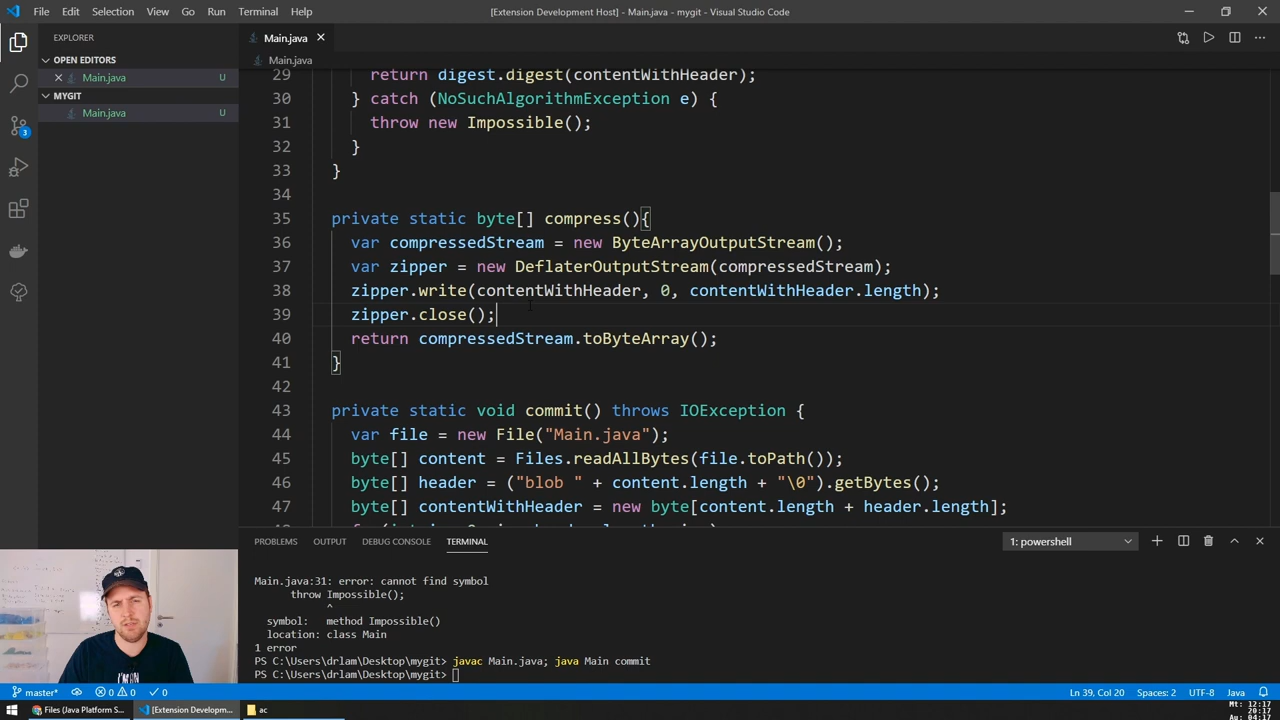 File Edit Selection View Go Run Terminal Help
[Extension Development Host] - Main.java - mygit - Visual Studio Code
EXPLORER
OPEN EDITORS
Main.java U
MYGIT
Main.java U
3
Main.java
Main.java
29 return digest.digest(contentWithHeader);
30 } catch (NoSuchAlgorithmException e) {
31 throw new Impossible();
32 }
33 }
34
35 private static byte[] compress(){
36 var compressedStream = new ByteArrayOutputStream();
37 var zipper = new DeflaterOutputStream(compressedStream);
38 zipper.write(contentWithHeader, 0, contentWithHeader.length);
39 zipper.close();
40 return compressedStream.toByteArray();
41 }
42
43 private static void commit() throws IOException {
44 var file = new File("Main.java");
45 byte[] content = Files.readAllBytes(file.toPath());
46 byte[] header = ("blob " + content.length + "\0").getBytes();
47 byte[] contentWithHeader = new byte[content.length + header.length];
PROBLEMS OUTPUT DEBUG CONSOLE TERMINAL
1: powershell
Main.java:31: error: cannot find symbol
throw Impossible();
^
symbol: method Impossible()
location: class Main
1 error
PS C:\Users\drlam\Desktop\mygit> javac Main.java; java Main commit
PS C:\Users\drlam\Desktop\mygit>
master* 0 0 0
Ln 39, Col 20 Spaces: 2 UTF-8 Java
Files (Java Platform S... [Extension Developm... ac
Mt: 12:17
20:17
Au: 04:17